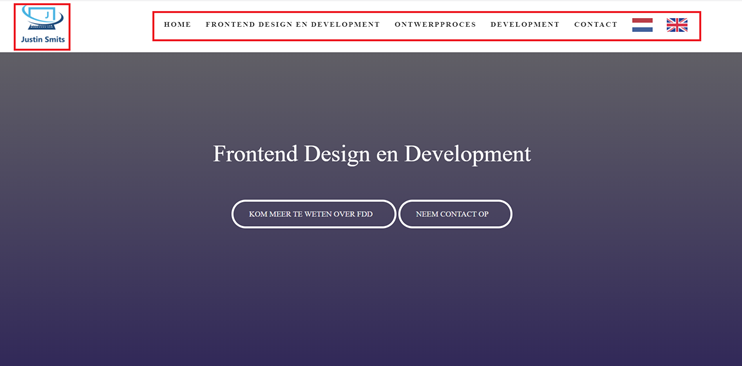 Justin Smits
HOME FRONTEND DESIGN EN DEVELOPMENT ONTWERPPROCES DEVELOPMENT CONTACT
Frontend Design en Development
KOM MEER TE WETEN OVER FDD NEEM CONTACT OP